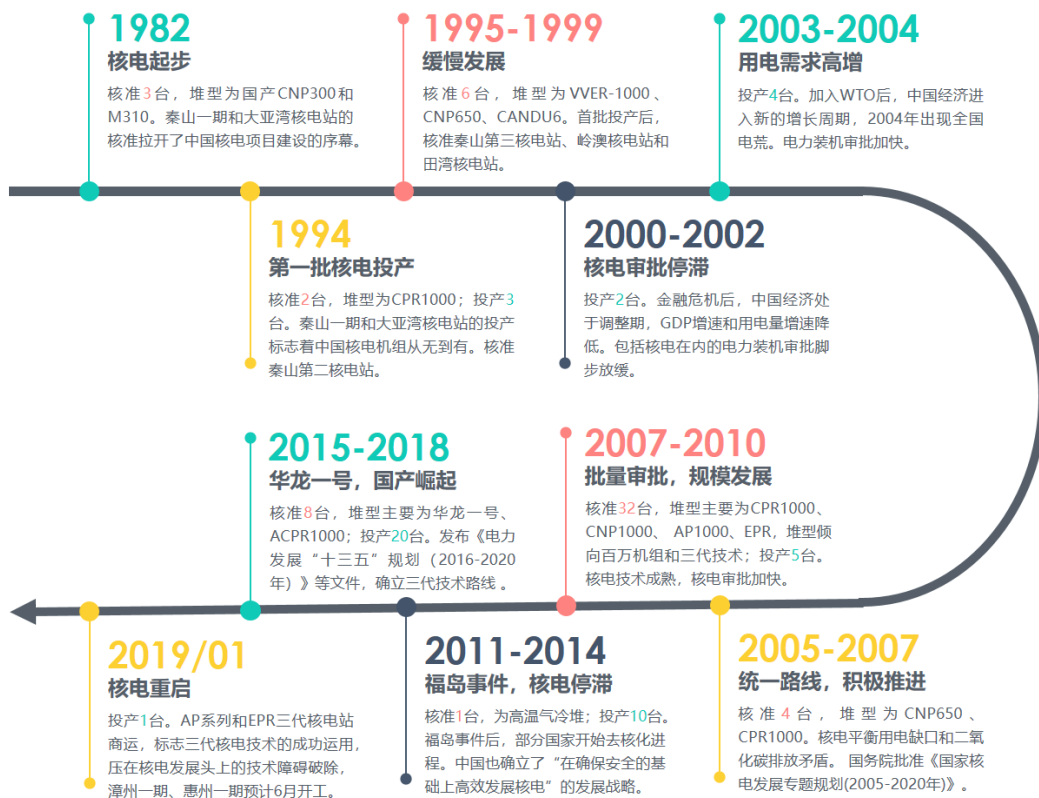 1982
核电起步
核准3台，堆型为国产CNP300和
M310。秦山一期和大亚湾核电站的
核准拉开了中国核电项目建设的序幕。
1994
第一批核电投产
核准2台，堆型为CPR1000；投产3
台。秦山一期和大亚湾核电站的投产
标志着中国核电机组从无到有。核准
秦山第二核电站。
1995-1999
缓慢发展
核准6台，堆型为VVER-1000、
CNP650、CANDU6。首批投产后，
核准秦山第三核电站、岭澳核电站和
田湾核电站。
2000-2002
核电审批停滞
投产2台。金融危机后，中国经济处
于调整期，GDP增速和用电量增速降
低。包括核电在内的电力装机审批脚
步放缓。
2003-2004
用电需求高增
投产4台。加入WTO后，中国经济进
入新的增长周期，2004年出现全国
电荒。电力装机审批加快。
2005-2007
统一路线，积极推进
核准4台，堆型为CNP650、
CPR1000。核电平衡用电缺口和二氧
化碳排放矛盾。 国务院批准《国家核
电发展专题规划(2005-2020年)》。
2007-2010
批量审批，规模发展
核准32台，堆型主要为CPR1000、
CNP1000、 AP1000、EPR，堆型倾
向百万机组和三代技术；投产5台。
核电技术成熟，核电审批加快。
2011-2014
福岛事件，核电停滞
核准1台，为高温气冷堆；投产10台。
福岛事件后，部分国家开始去核化进
程。中国也确立了“在确保安全的基
础上高效发展核电”的发展战略。
2015-2018
华龙一号，国产崛起
核准8台，堆型主要为华龙一号、
ACPR1000；投产20台。发布《电力
发展“十三五”规划（2016-2020
年）》等文件，确立三代技术路线 。
2019/01
核电重启
投产1台。AP系列和EPR三代核电站
商运，标志三代核电技术的成功运用，
压在核电发展头上的技术障碍破除，
漳州一期、惠州一期预计6月开工。